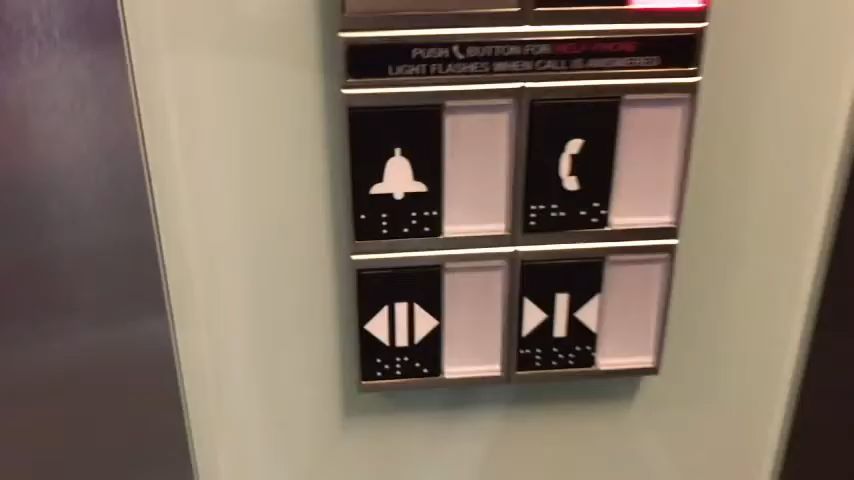 PUSH BUTTON FOR HELP PHONE
LIGHT FLASHES WHEN CALL IS ANSWERED